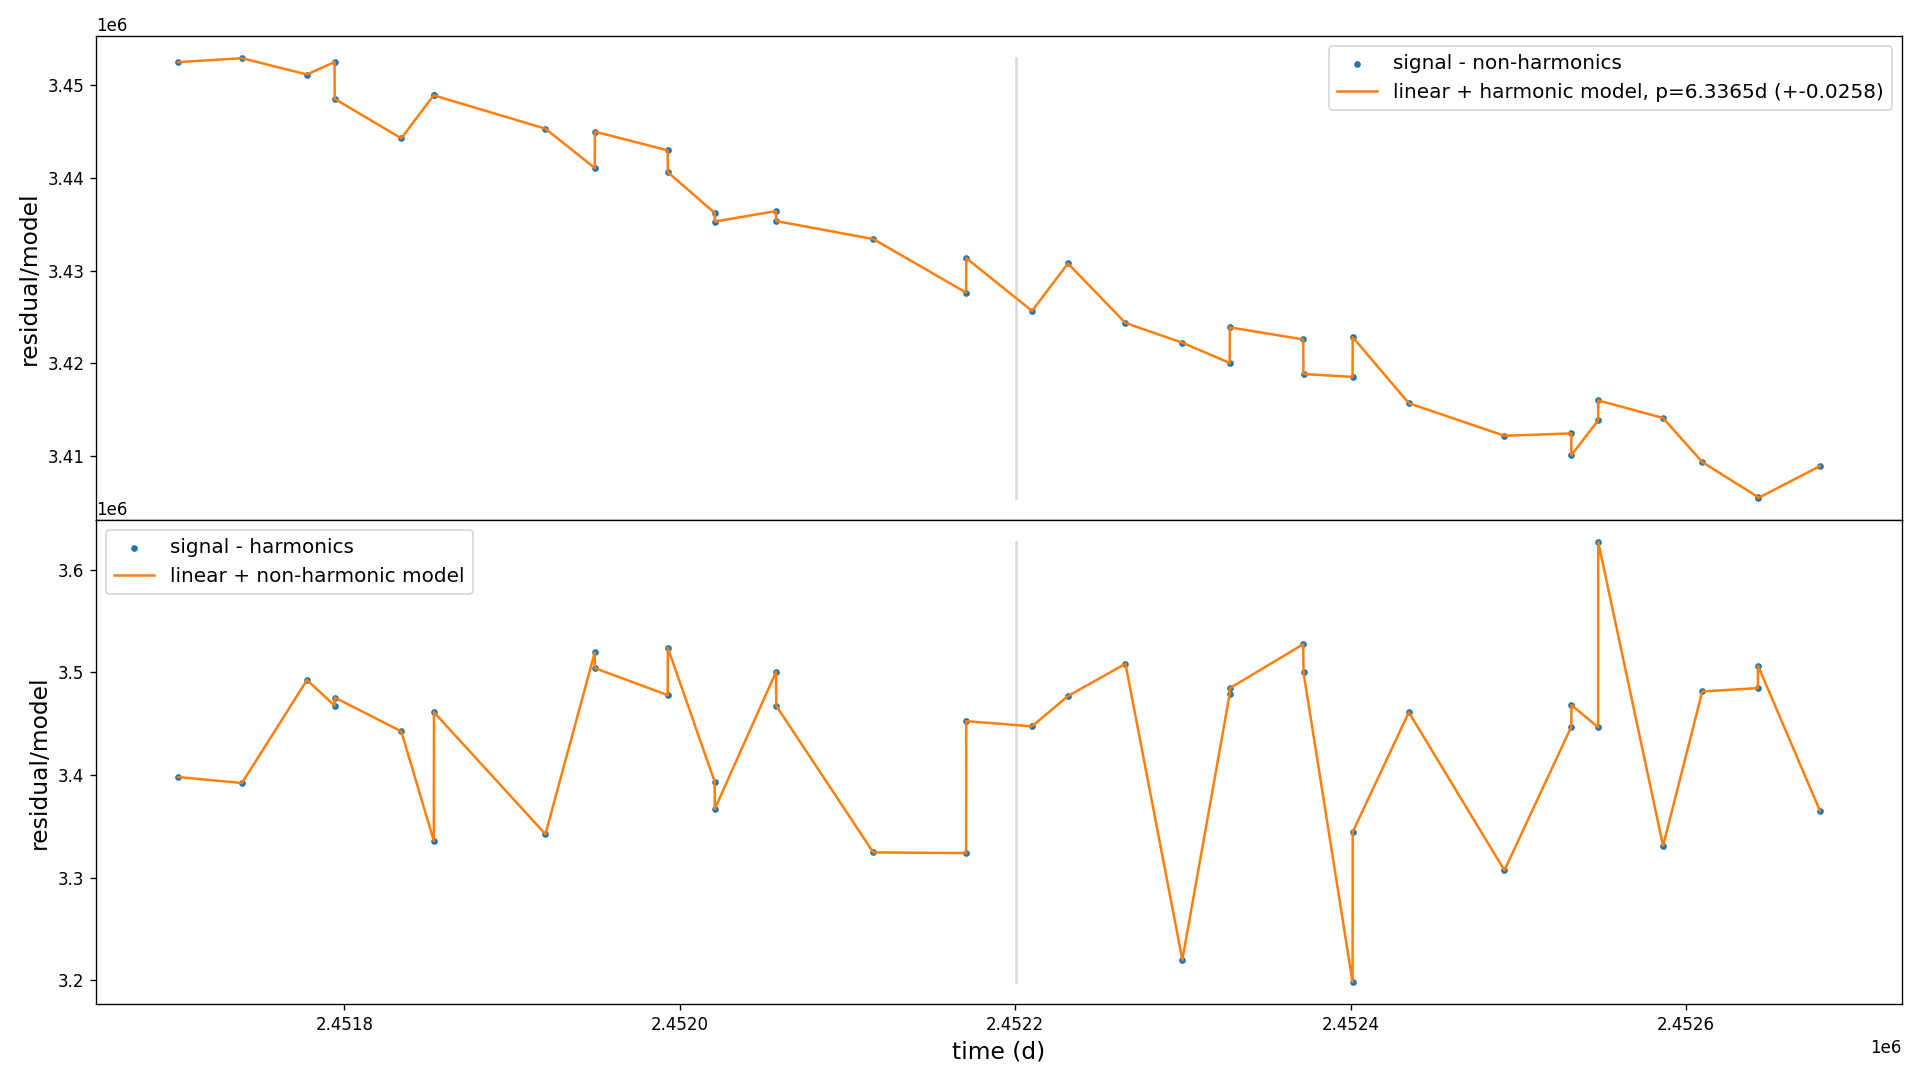 1e6
signal - non-harmonics
linear + harmonic model, p=6.3365d (+-0.0258)
3.45
3.44
3.43
3.42
3.41
residual/model
1e6
signal - harmonics
linear + non-harmonic model
3.6
3.5
3.4
3.3
3.2
residual/model
2.4518
2.4520
2.4522
2.4524
2.4526
time (d)
1e6